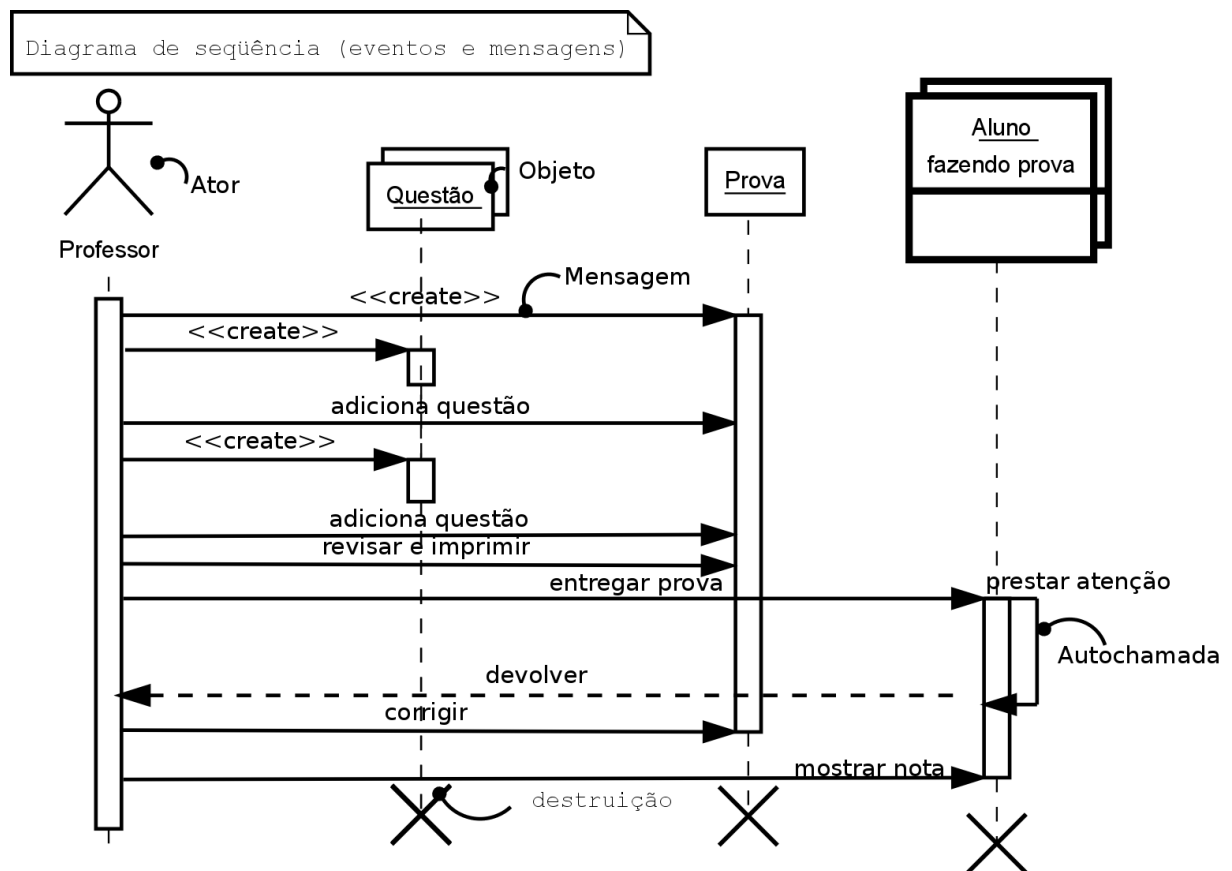 Diagrama de seqüência (eventos e mensagens)
Aluno
fazendo prova
Ator
Objeto
Questão
Prova
Professor
Mensagem
<<create>>
<<create>>
adiciona questão
<<create>>
adiciona questão
revisar e imprimir
entregar prova
prestar atenção
Autochamada
devolver
corrigir
mostrar nota
destruição